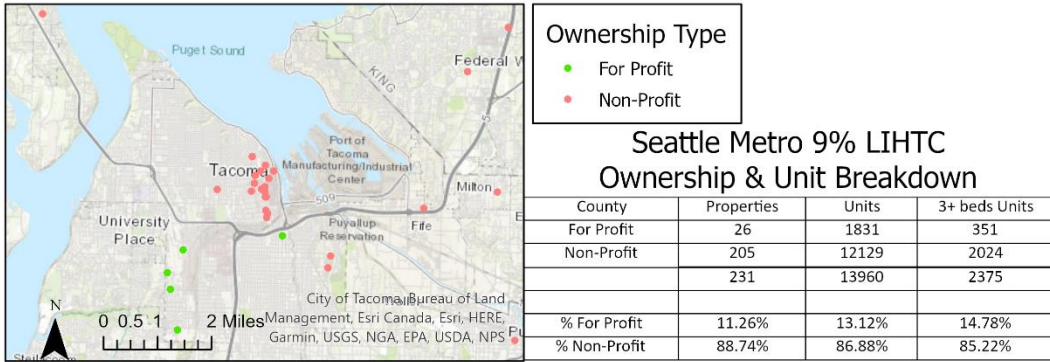 Puget Sound
Federal W
KING
Port of
Tacoma
Manufacturing/Industrial
Center
Tacoma
509
Milton
University
Place
Puyallup
Reservation
Fife
N
0 0.5 1 2 Miles
City of Tacoma, Bureau of Land
Management, Esri Canada, Esri, HERE,
Garmin, USGS, NGA, EPA, USDA, NPS
Ownership Type
For Profit
Non-Profit
Seattle Metro 9% LIHTC
Ownership & Unit Breakdown
County Properties Units 3+ beds Units
For Profit 26 1831 351
Non-Profit 205 12129 2024
231 13960 2375
% For Profit 11.26% 13.12% 14.78%
% Non-Profit 88.74% 86.88% 85.22%